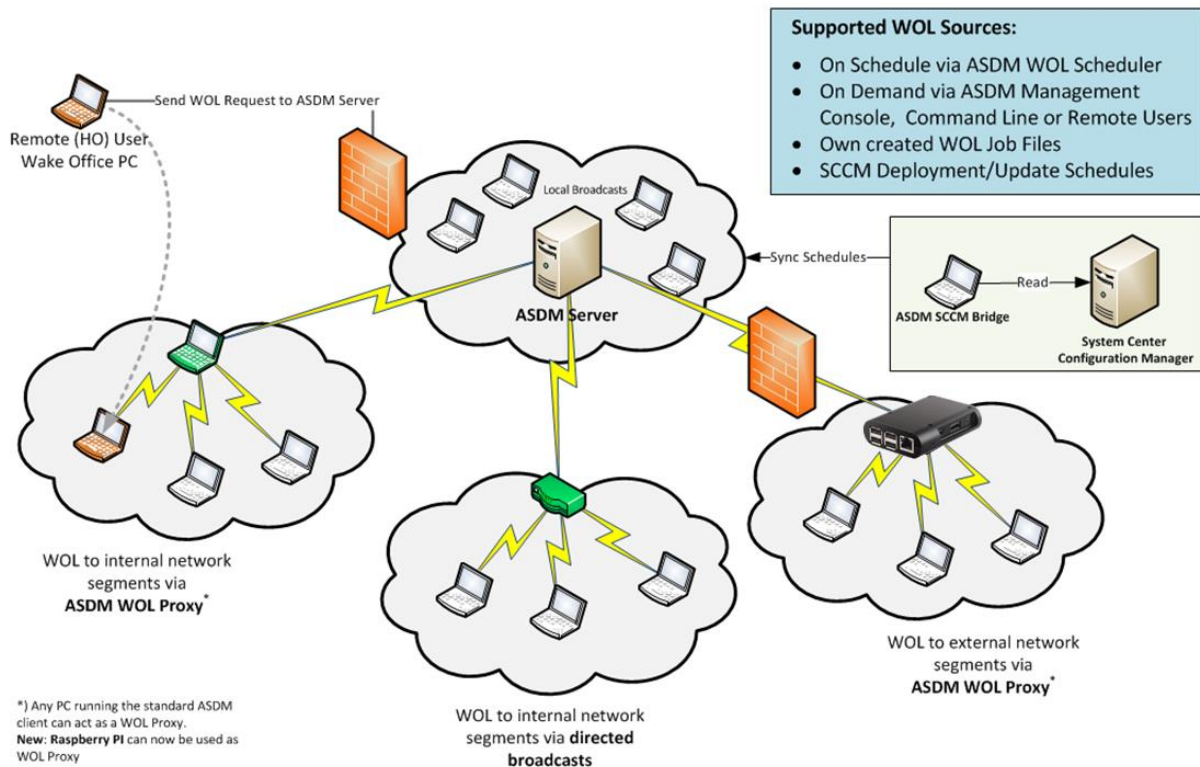 Supported WOL Sources:
• On Schedule via ASDM WOL Scheduler
• On Demand via ASDM Management
Console, Command Line or Remote Users
• Own created WOL Job Files
• SCCM Deployment/Update Schedules
Send WOL Request to ASDM Server
Remote (HO) User
Wake Office PC
Local Broadcasts
ASDM Server
Sync Schedules
Read
ASDM SCCM Bridge
System Center
Configuration Manager
WOL to internal network
segments via
ASDM WOL Proxy*
WOL to internal network
segments via directed
broadcasts
WOL to external network
segments via
ASDM WOL Proxy*
*) Any PC running the standard ASDM
client can act as a WOL Proxy.
New: Raspberry PI can now be used as
WOL Proxy